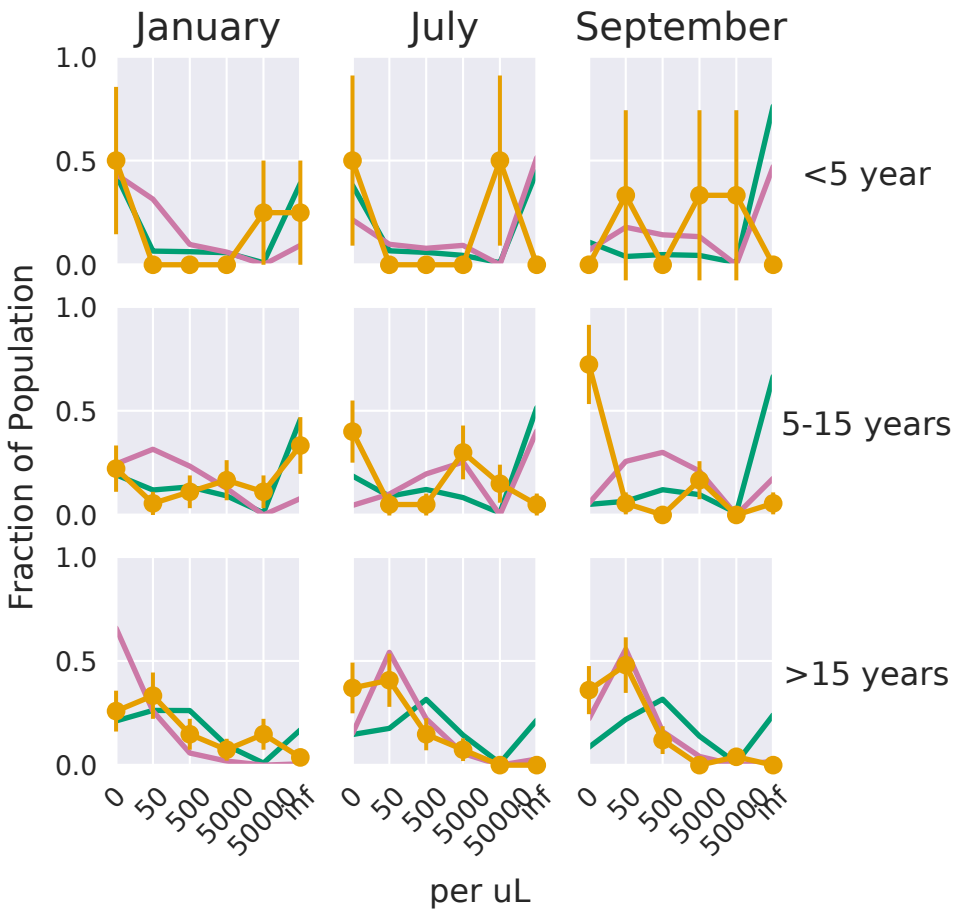 January July September
1.0
0.5
0.0
<5 year
1.0
0.5
0.0
5-15 years
1.0
0.5
0.0
>15 years
Fraction of Population
0 50 500 5000 50000 inf 0 50 500 5000 50000 inf 0 50 500 5000 50000 inf
per uL